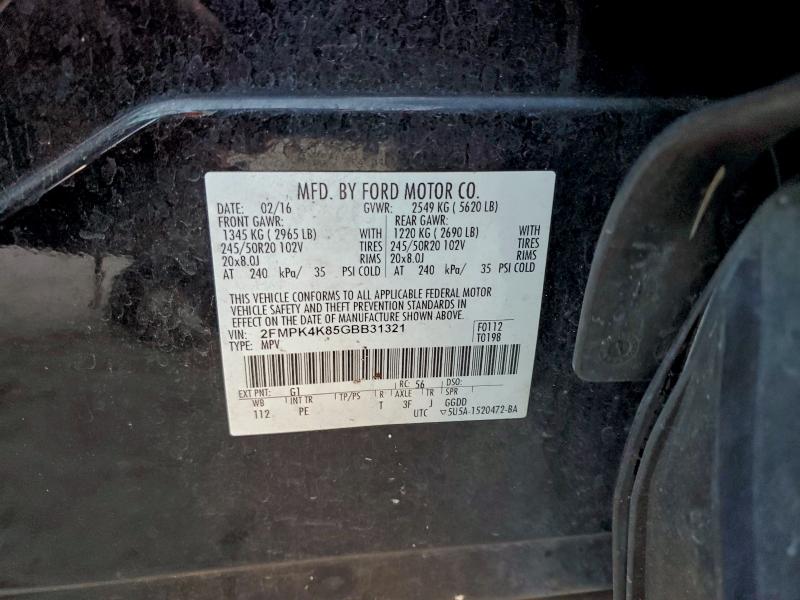 MFD. BY FORD MOTOR CO.
DATE: 02/16 GVWR: 2549 KG ( 5620 LB)
FRONT GAWR: REAR GAWR:
1345 KG ( 2965 LB) WITH 1220 KG ( 2690 LB) WITH
245/50R20 102V TIRES 245/50R20 102V TIRES
20x8.0J RIMS 20x8.0J RIMS
AT 240 kPa/ 35 PSI COLD AT 240 kPa/ 35 PSI COLD
THIS VEHICLE CONFORMS TO ALL APPLICABLE FEDERAL MOTOR
VEHICLE SAFETY AND THEFT PREVENTION STANDARDS IN
EFFECT ON THE DATE OF MANUFACTURE SHOWN ABOVE.
VIN: 2FMPK4K85GBB31321 F0112
TYPE: MPV T0198
EXT PNT: G1 RC: 56 DSO:
WB INT TR TP/PS R AXLE TR SPR
112 PE T 3F J GGDD
UTC ▽5U5A-1520472-BA